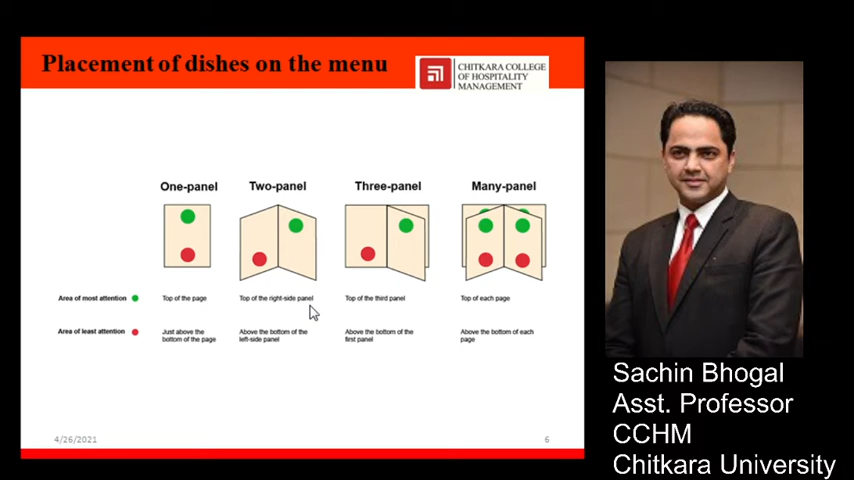 Placement of dishes on the menu
CHITKARA COLLEGE
OF HOSPITALITY
MANAGEMENT
One-panel
Two-panel
Three-panel
Many-panel
Area of most attention
Top of the page
Top of the right-side panel
Top of the third panel
Top of each page
Area of least attention
Just above the
bottom of the page
Above the bottom of the
left-side panel
Above the bottom of the
first panel
Above the bottom of each
page
4/26/2021
6
Sachin Bhogal
Asst. Professor
CCHM
Chitkara University